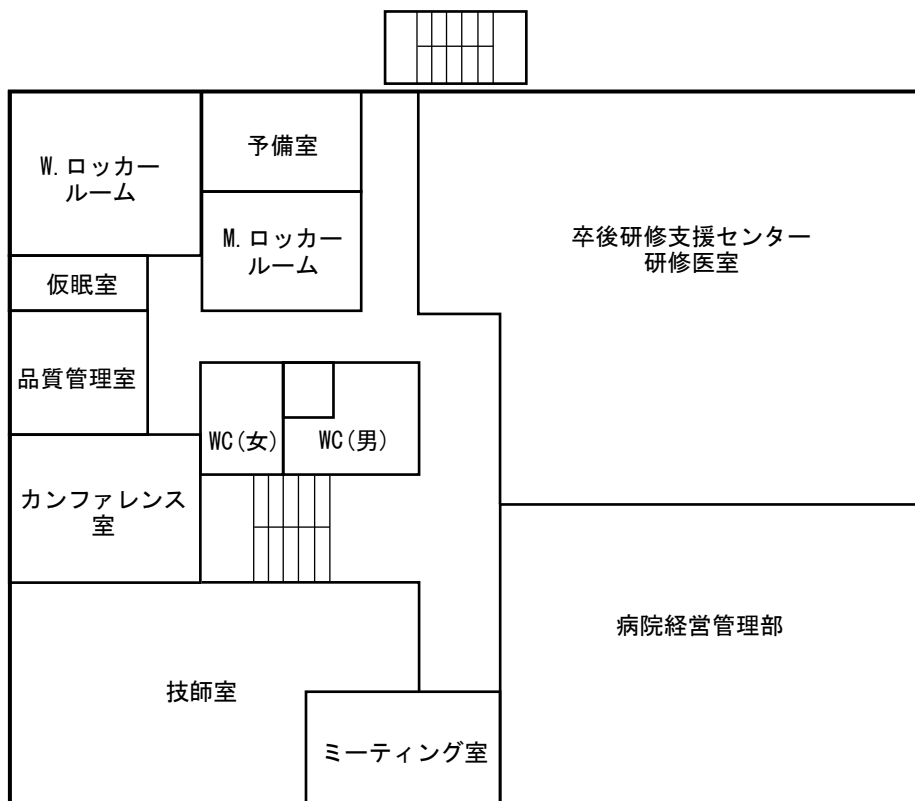 予備室
W.ロッカー
ルーム
M.ロッカー
ルーム
卒後研修支援センター
研修医室
仮眠室
品質管理室
WC(女)
WC(男)
カンファレンス
室
病院経営管理部
技師室
ミーティング室